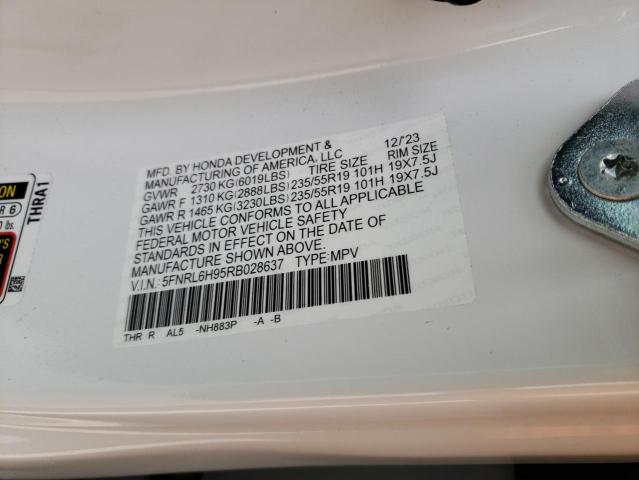 MFD. BY HONDA DEVELOPMENT & 12/'23
MANUFACTURING OF AMERICA, LLC
GVWR 2730 KG(6019LBS) TIRE SIZE RIM SIZE
GAWR F 1310 KG(2888LBS)235/55R19 101H 19X7.5J
GAWR R 1465 KG(3230LBS)235/55R19 101H 19X7.5J
THIS VEHICLE CONFORMS TO ALL APPLICABLE
FEDERAL MOTOR VEHICLE SAFETY
STANDARDS IN EFFECT ON THE DATE OF
MANUFACTURE SHOWN ABOVE.
V.I.N.: 5FNRL6H95RB028637 TYPE:MPV
THR R AL5 -NH883P -A -B
THRA1
ION
R 6
lbs.